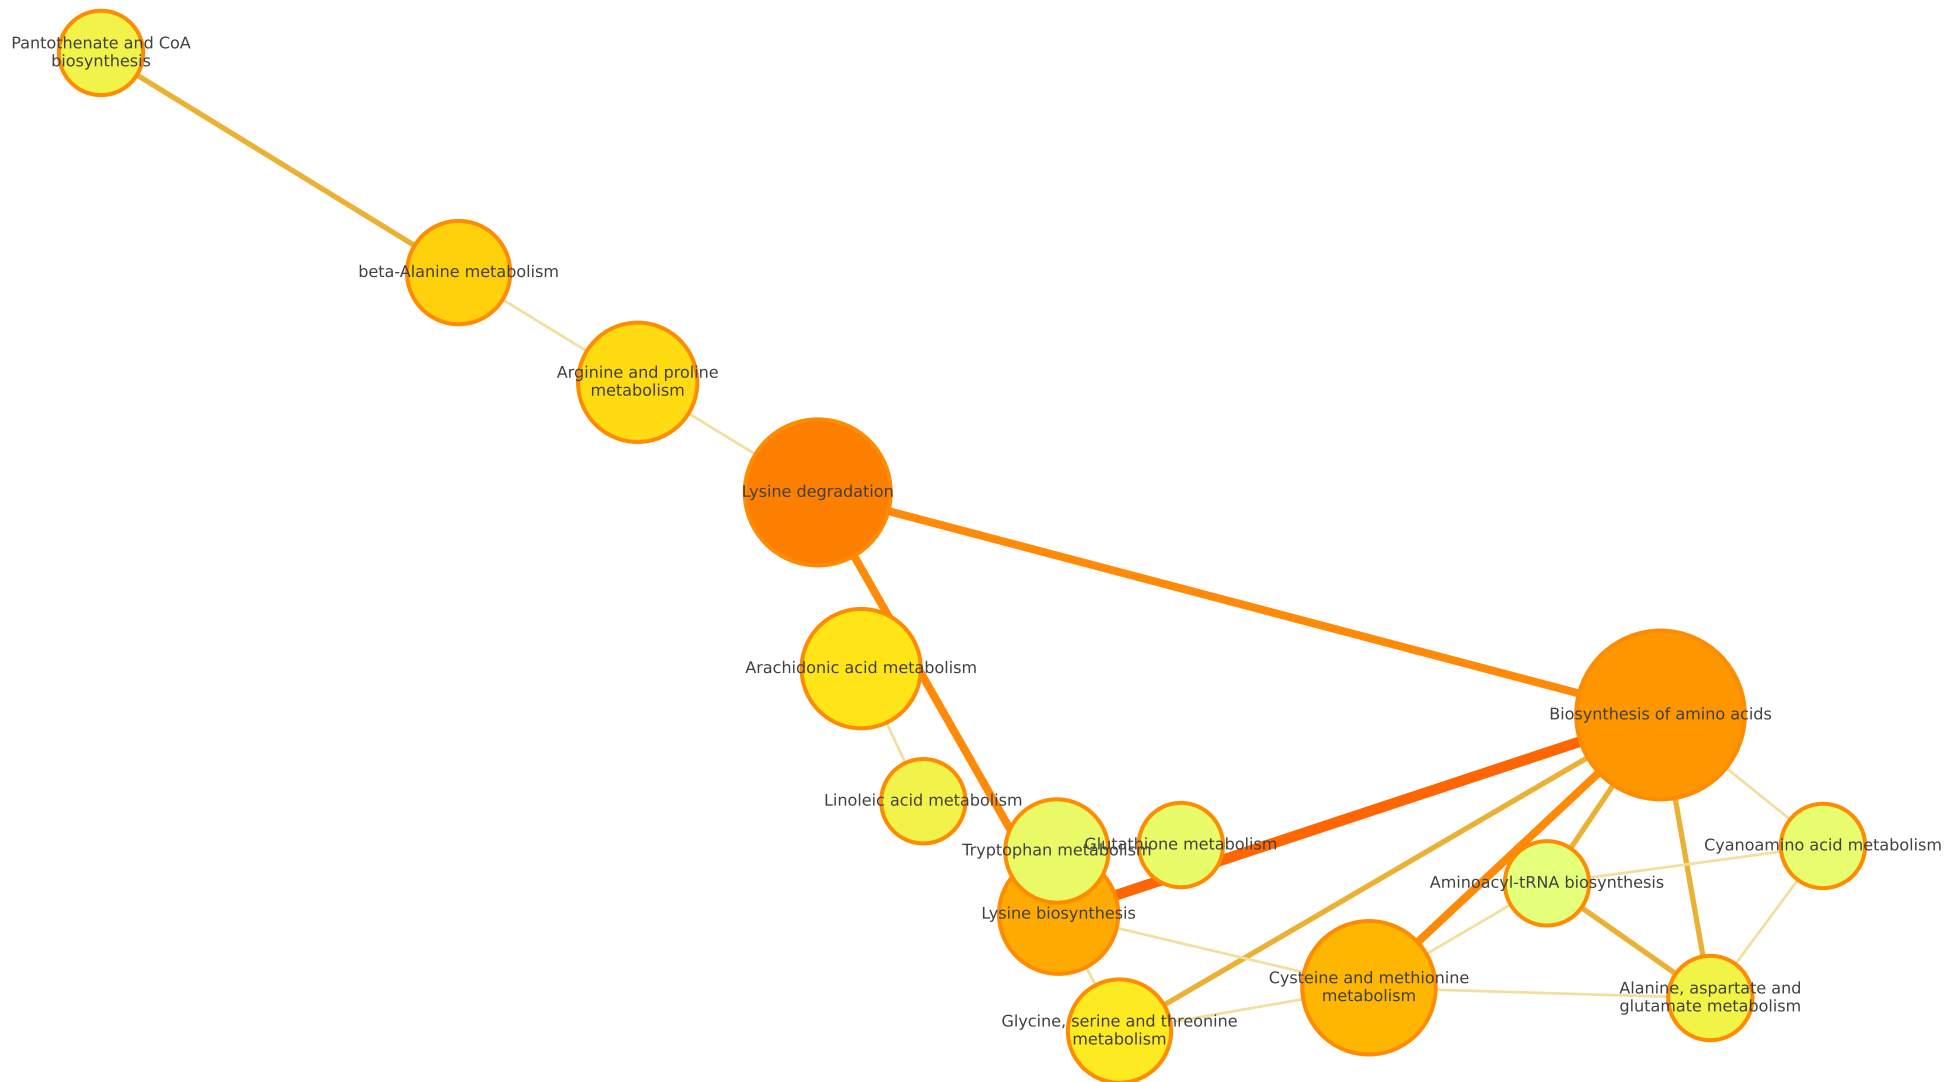 Pantothenate and CoA
biosynthesis
beta-Alanine metabolism
Arginine and proline
metabolism
Lysine degradation
Arachidonic acid metabolism
Biosynthesis of amino acids
Linoleic acid metabolism
Tryptophan metabolism
Glutathione metabolism
Cyanoamino acid metabolism
Aminoacyl-tRNA biosynthesis
Lysine biosynthesis
Cysteine and methionine
metabolism
Alanine, aspartate and
glutamate metabolism
Glycine, serine and threonine
metabolism